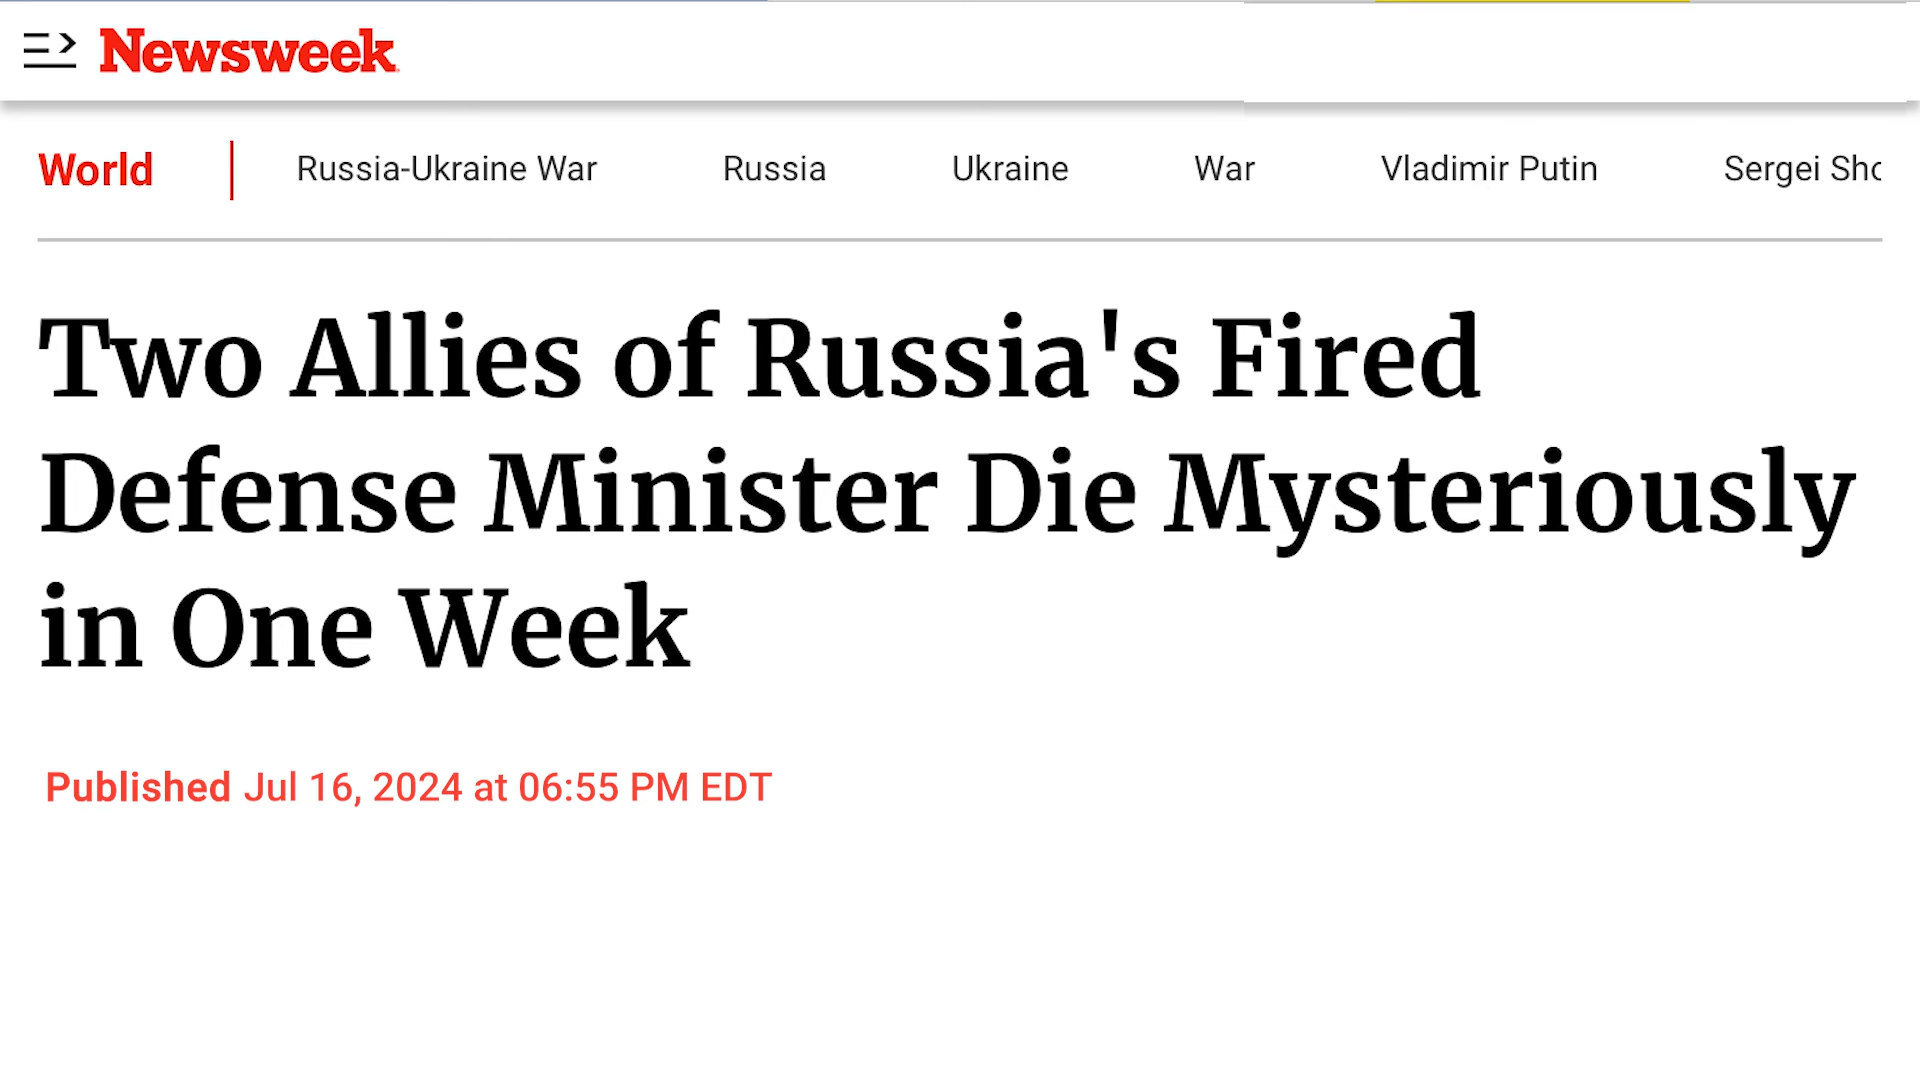 Newsweek
World Russia-Ukraine War Russia Ukraine War Vladimir Putin Sergei Sho
Two Allies of Russia's Fired
Defense Minister Die Mysteriously
in One Week
Published Jul 16, 2024 at 06:55 PM EDT